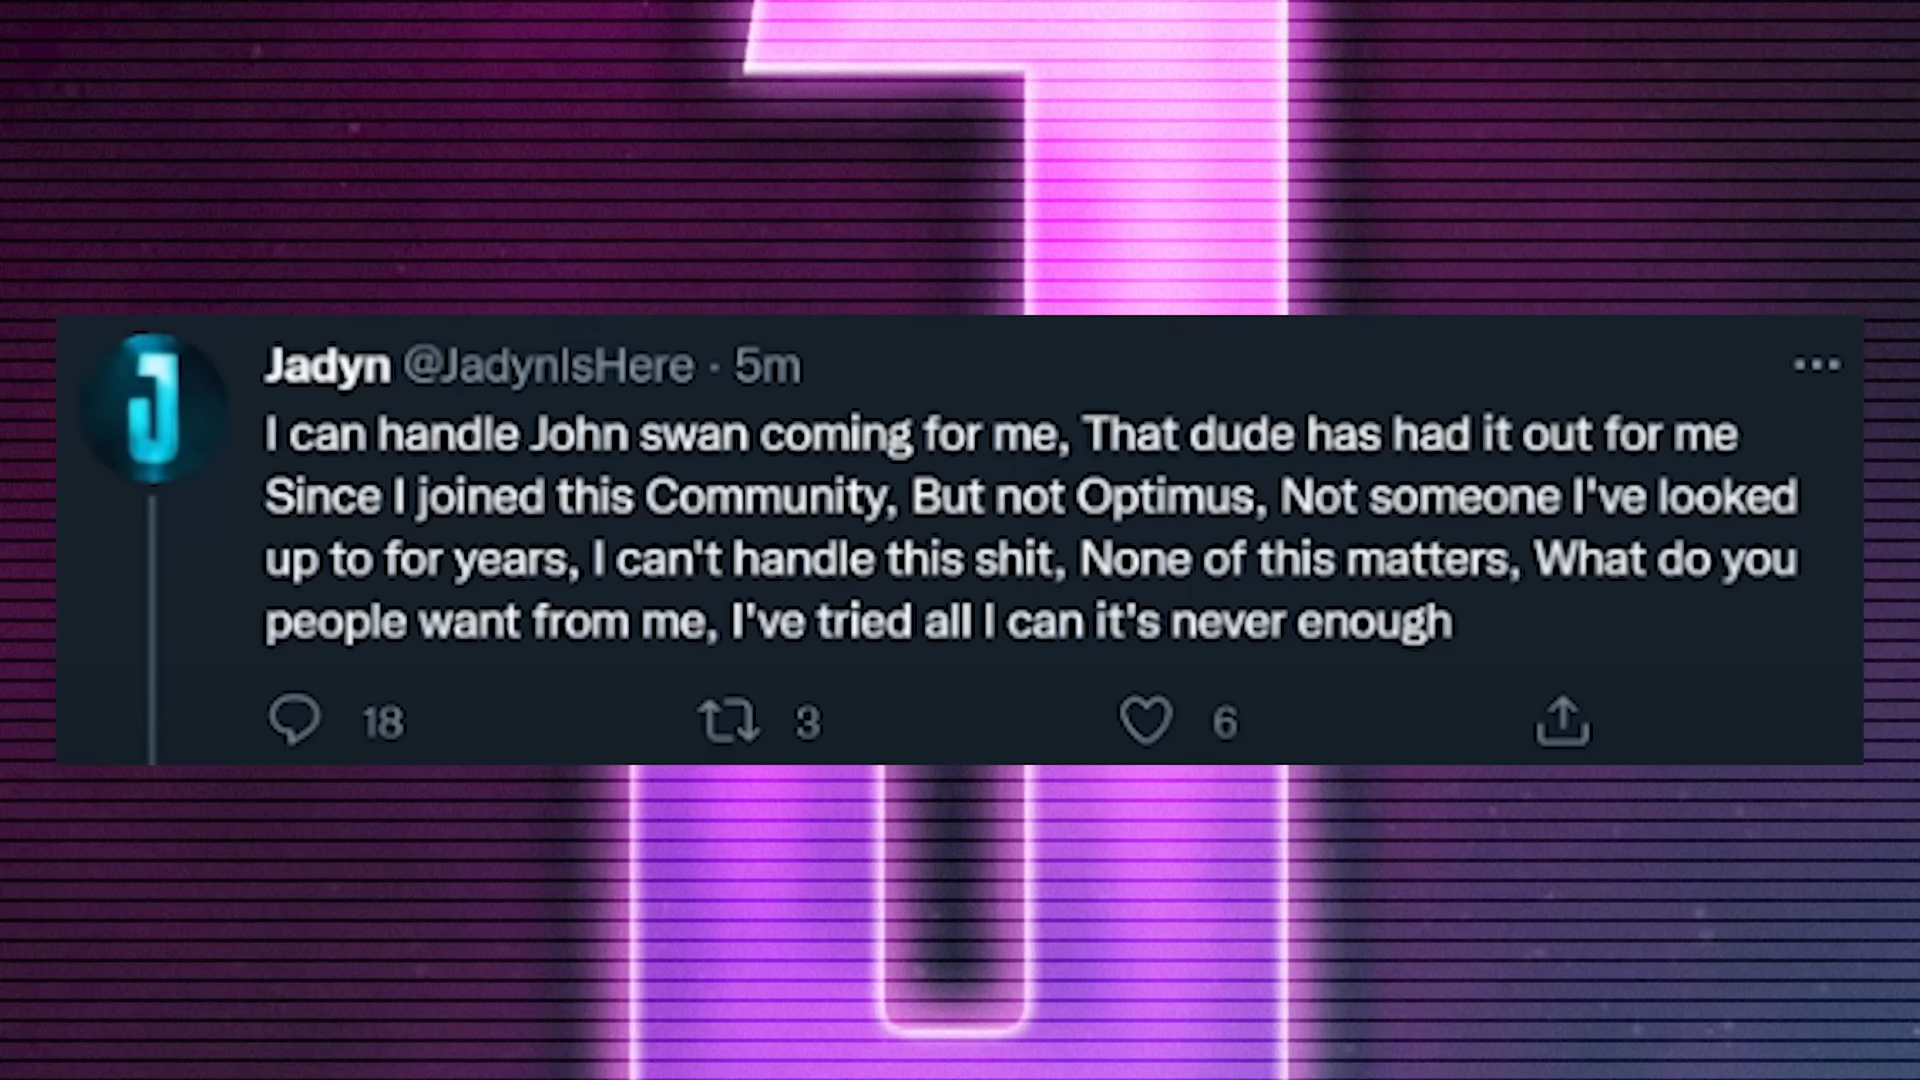 J
Jadyn @JadynIsHere · 5m
I can handle John swan coming for me, That dude has had it out for me
Since I joined this Community, But not Optimus, Not someone I've looked
up to for years, I can't handle this shit, None of this matters, What do you
people want from me, I've tried all I can it's never enough
18 3 6